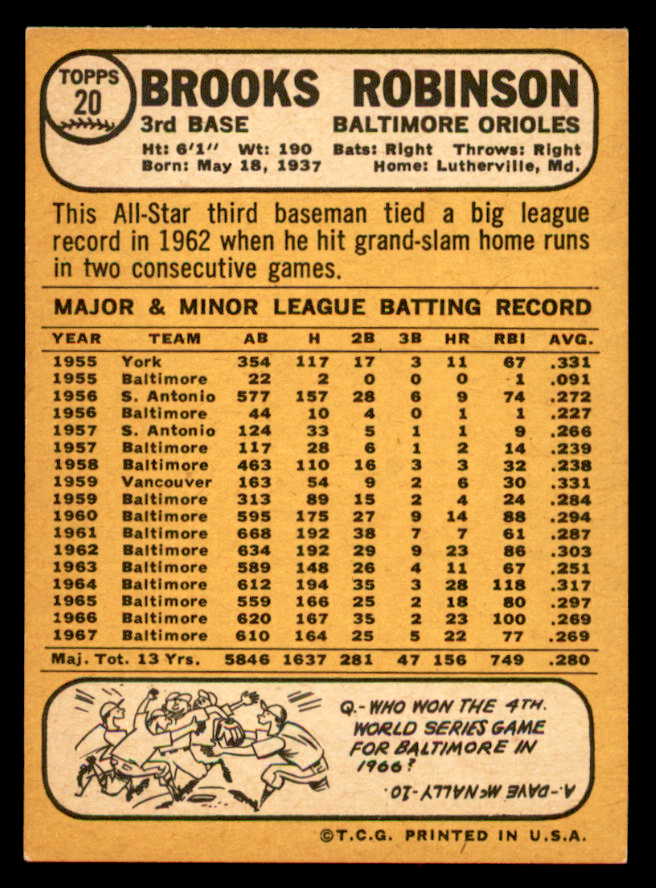 TOPPS
20
BROOKS ROBINSON
3rd BASE BALTIMORE ORIOLES
Ht: 6'1" Wt: 190 Bats: Right Throws: Right
Born: May 18, 1937 Home: Lutherville, Md.
This All-Star third baseman tied a big league
record in 1962 when he hit grand-slam home runs
in two consecutive games.
MAJOR & MINOR LEAGUE BATTING RECORD
YEAR TEAM AB H 2B 3B HR RBI AVG.
1955 York 354 117 17 3 11 67 .331
1955 Baltimore 22 2 0 0 0 1 .091
1956 S. Antonio 577 157 28 6 9 74 .272
1956 Baltimore 44 10 4 0 1 1 .227
1957 S. Antonio 124 33 5 1 1 9 .266
1957 Baltimore 117 28 6 1 2 14 .239
1958 Baltimore 463 110 16 3 3 32 .238
1959 Vancouver 163 54 9 2 6 30 .331
1959 Baltimore 313 89 15 2 4 24 .284
1960 Baltimore 595 175 27 9 14 88 .294
1961 Baltimore 668 192 38 7 7 61 .287
1962 Baltimore 634 192 29 9 23 86 .303
1963 Baltimore 589 148 26 4 11 67 .251
1964 Baltimore 612 194 35 3 28 118 .317
1965 Baltimore 559 166 25 2 18 80 .297
1966 Baltimore 620 167 35 2 23 100 .269
1967 Baltimore 610 164 25 5 22 77 .269
Maj. Tot. 13 Yrs. 5846 1637 281 47 156 749 .280
Q.- WHO WON THE 4TH.
WORLD SERIES GAME
FOR BALTIMORE IN
1966?
A.- DAVE McNALLY-10.
©T.C.G. PRINTED IN U.S.A.